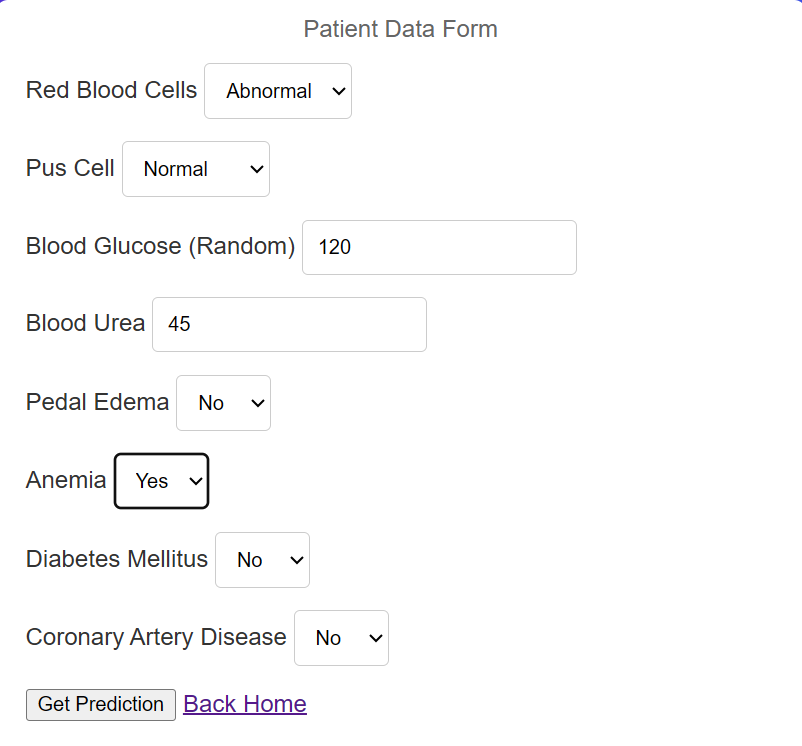 Patient Data Form
Red Blood Cells Abnormal
Pus Cell Normal
Blood Glucose (Random) 120
Blood Urea 45
Pedal Edema No
Anemia Yes
Diabetes Mellitus No
Coronary Artery Disease No
Get Prediction Back Home